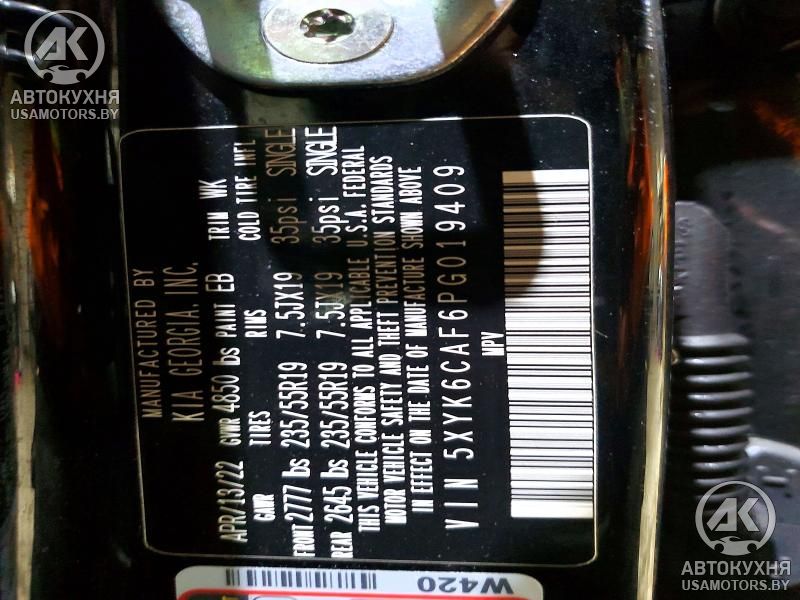 MANUFACTURED BY
KIA GEORGIA, INC.
APR/13/22 GVWR 4850 lbs PAINT EB TRIM WK
GAWR TIRES RIMS COLD TIRE INFL
FRONT 2777 lbs 235/55R19 7.5JX19 35psi SINGLE
REAR 2645 lbs 235/55R19 7.5JX19 35psi SINGLE
THIS VEHICLE CONFORMS TO ALL APPLICABLE U.S.A. FEDERAL
MOTOR VEHICLE SAFETY AND THEFT PREVENTION STANDARDS
IN EFFECT ON THE DATE OF MANUFACTURE SHOWN ABOVE
VIN 5XYK6CAF6PG019409
MPV
W420
АК
АВТОКУХНЯ
USAMOTORS.BY
АК
АВТОКУХНЯ
USAMOTORS.BY